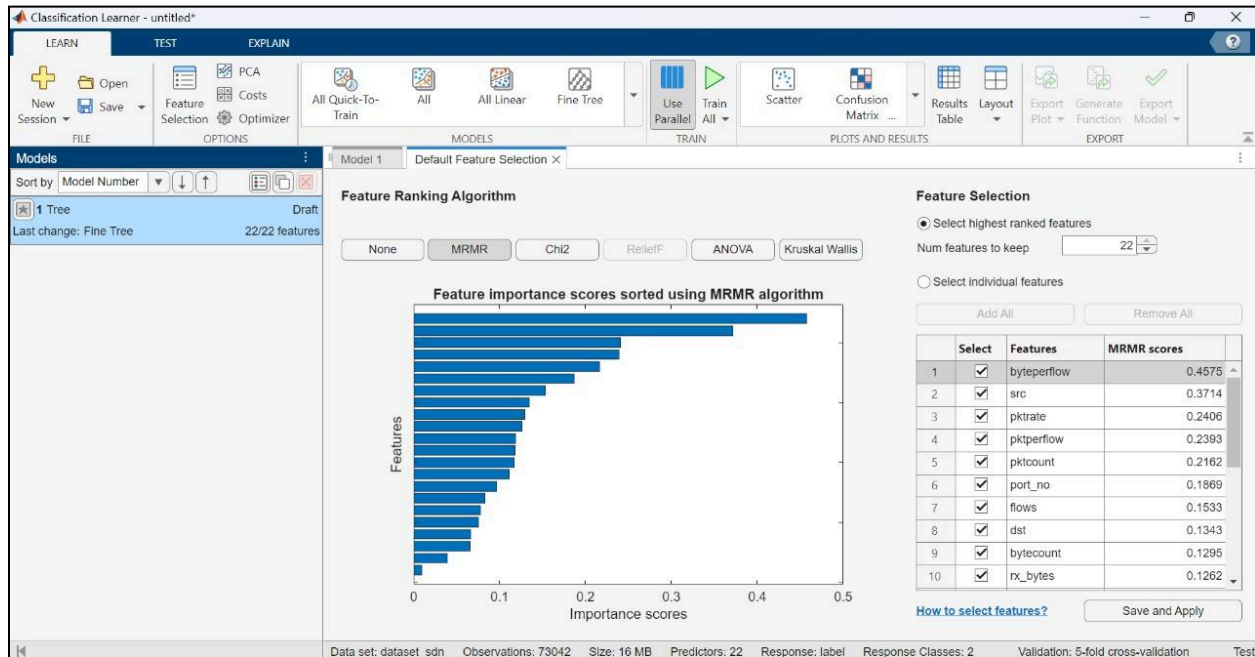 Classification Learner - untitled*
LEARN TEST EXPLAIN
New Session
Open
Save
FILE
Feature Selection
PCA
Costs
Optimizer
OPTIONS
All Quick-To-Train
All
All Linear
Fine Tree
MODELS
Use Parallel
Train All
TRAIN
Scatter
Confusion Matrix ...
Results Table
Layout
PLOTS AND RESULTS
Export Plot
Generate Function
Export Model
EXPORT
Models
Sort by Model Number
1 Tree Draft
Last change: Fine Tree 22/22 features
Model 1 Default Feature Selection
Feature Ranking Algorithm
None MRMR Chi2 ReliefF ANOVA Kruskal Wallis
Feature importance scores sorted using MRMR algorithm
Features
0 0.1 0.2 0.3 0.4 0.5
Importance scores
Feature Selection
Select highest ranked features
Num features to keep 22
Select individual features
Add All Remove All
Select Features MRMR scores
1 byteperflow 0.4575
2 src 0.3714
3 pktrate 0.2406
4 pktperflow 0.2393
5 pktcount 0.2162
6 port_no 0.1869
7 flows 0.1533
8 dst 0.1343
9 bytecount 0.1295
10 rx_bytes 0.1262
How to select features? Save and Apply
Data set: dataset_sdn Observations: 73042 Size: 16 MB Predictors: 22 Response: label Response Classes: 2 Validation: 5-fold cross-validation Test